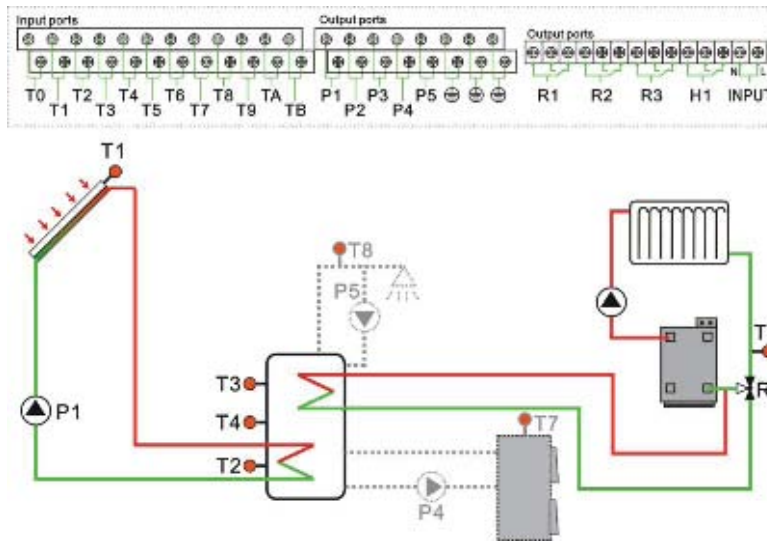 Input ports
Output ports
Output ports
T0 T2 T4 T6 T8 TA
T1 T3 T5 T7 T9 TB
P1 P3 P5
P2 P4
R1 R2 R3 H1 INPUT
N L
T1
T8
P5
T3
T4
T2
P1
T7
P4
T
R